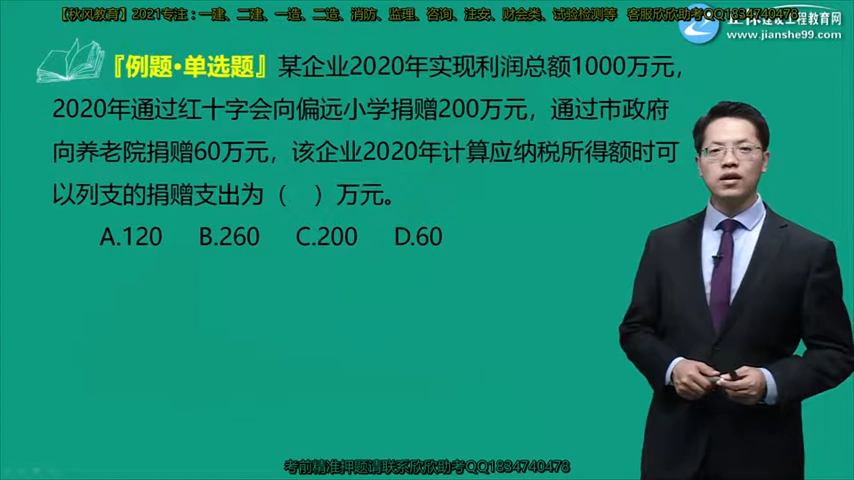 【秋风教育】2021专注：一建、二建、一造、二造、消防、监理、咨询、注安、财会类、试验检测等 客服欣欣助考QQ1834740478
建设工程教育网
www.jianshe99.com
『例题·单选题』某企业2020年实现利润总额1000万元，
2020年通过红十字会向偏远小学捐赠200万元，通过市政府
向养老院捐赠60万元，该企业2020年计算应纳税所得额时可
以列支的捐赠支出为（ ）万元。
A.120 B.260 C.200 D.60
考前精准押题请联系欣欣助考QQ1834740478